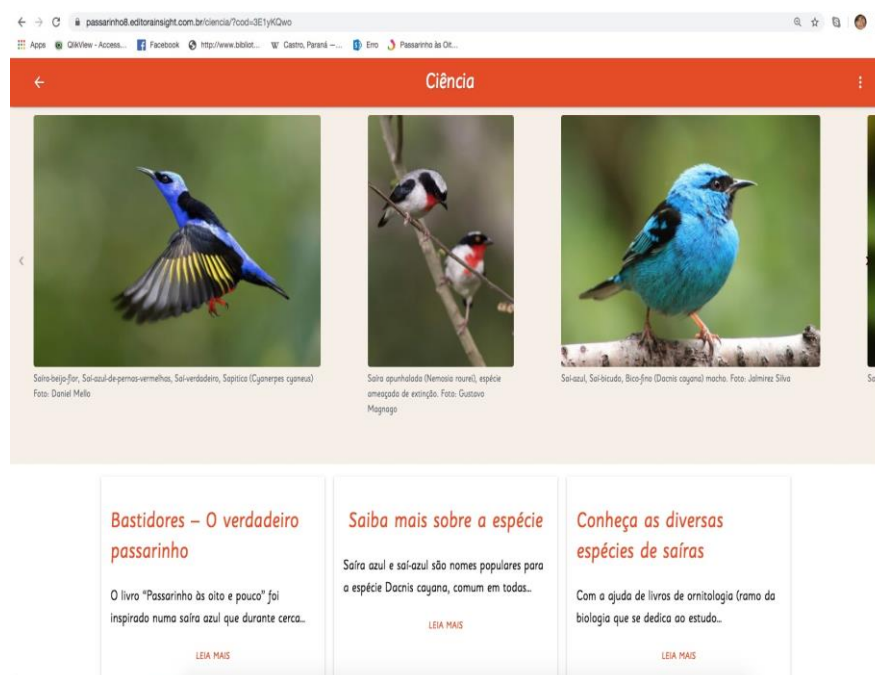 passarinho8.editorainsight.com.br/ciencia/?cod=3E1yKQwo
Apps QlikView - Access... Facebook http://www.bibliot... Castro, Paraná —... Erro Passarinho às Oit...
Ciência
Saíra-beija-flor, Saí-azul-de-pernas-vermelhas, Saí-verdadeiro, Sapitica (Cyanerpes cyaneus)
Foto: Daniel Mello
Saíra apunhalada (Nemosia rourei), espécie
ameaçada de extinção. Foto: Gustavo
Magnago
Saí-azul, Saí-bicudo, Bico-fino (Dacnis cayana) macho. Foto: Jalmirez Silva
Bastidores – O verdadeiro
passarinho
O livro “Passarinho às oito e pouco” foi
inspirado numa saíra azul que durante cerca...
LEIA MAIS
Saiba mais sobre a espécie
Saíra azul e saí-azul são nomes populares para
a espécie Dacnis cayana, comum em todas...
LEIA MAIS
Conheça as diversas
espécies de saíras
Com a ajuda de livros de ornitologia (ramo da
biologia que se dedica ao estudo...
LEIA MAIS